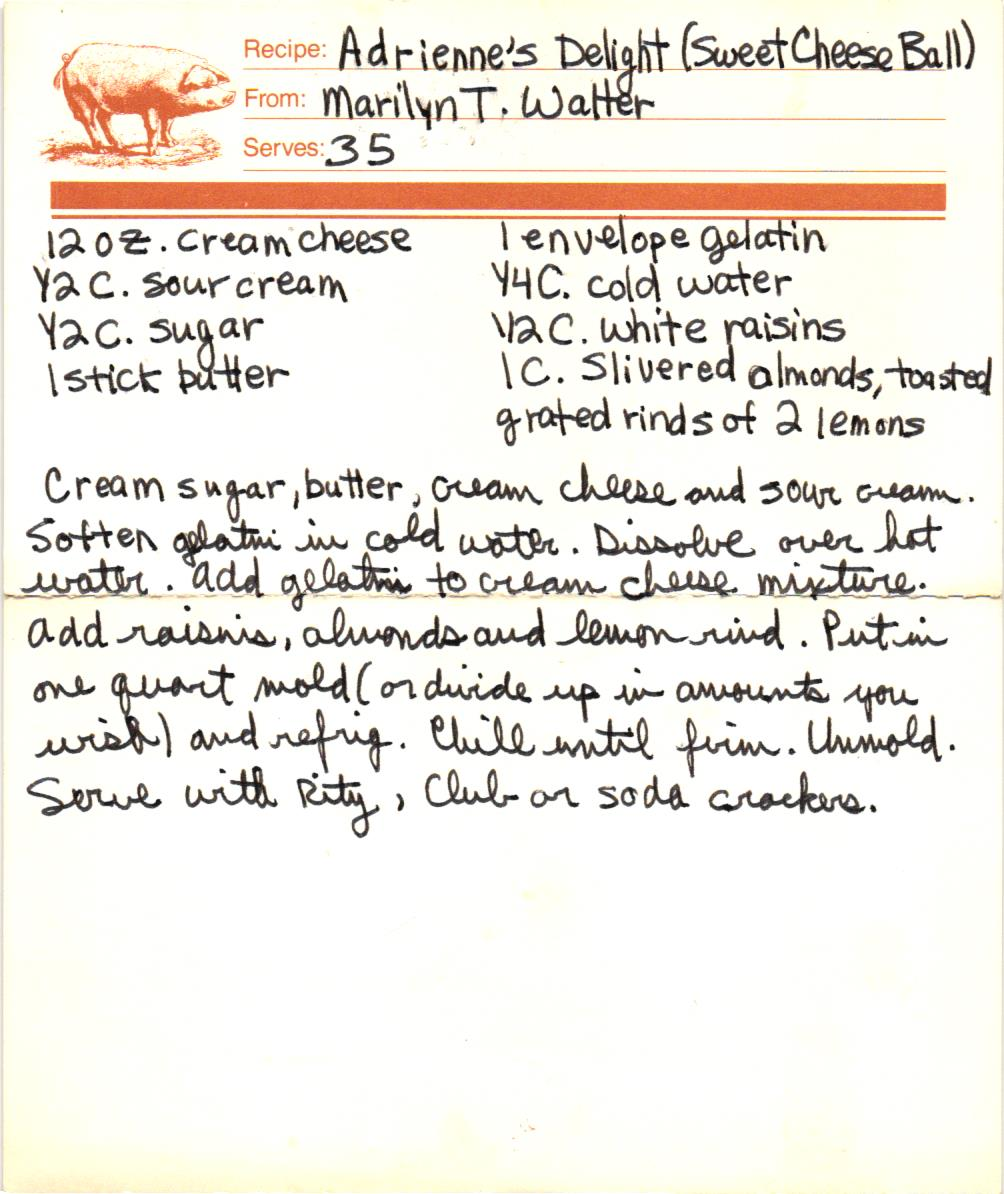 Recipe: Adrienne's Delight (Sweet Cheese Ball)
From: Marilyn T. Walter
Serves: 35
12 oz. cream cheese
1/2 C. sour cream
1/2 C. sugar
1 stick butter
1 envelope gelatin
1/4 C. cold water
1/2 C. white raisins
1 C. Slivered almonds, toasted
grated rinds of 2 lemons
Cream sugar, butter, cream cheese and sour cream.
Soften gelatin in cold water. Dissolve over hot
water. Add gelatin to cream cheese mixture.
Add raisins, almonds and lemon rind. Put in
one quart mold (or divide up in amounts you
wish) and refrig. Chill until firm. Unmold.
Serve with Rity, Club or soda crackers.